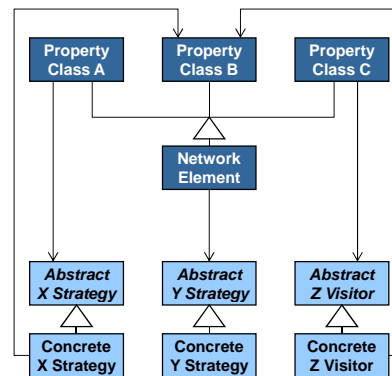 Property
Class A
Property
Class B
Property
Class C
Network
Element
Abstract
X Strategy
Abstract
Y Strategy
Abstract
Z Visitor
Concrete
X Strategy
Concrete
Y Strategy
Concrete
Z Visitor